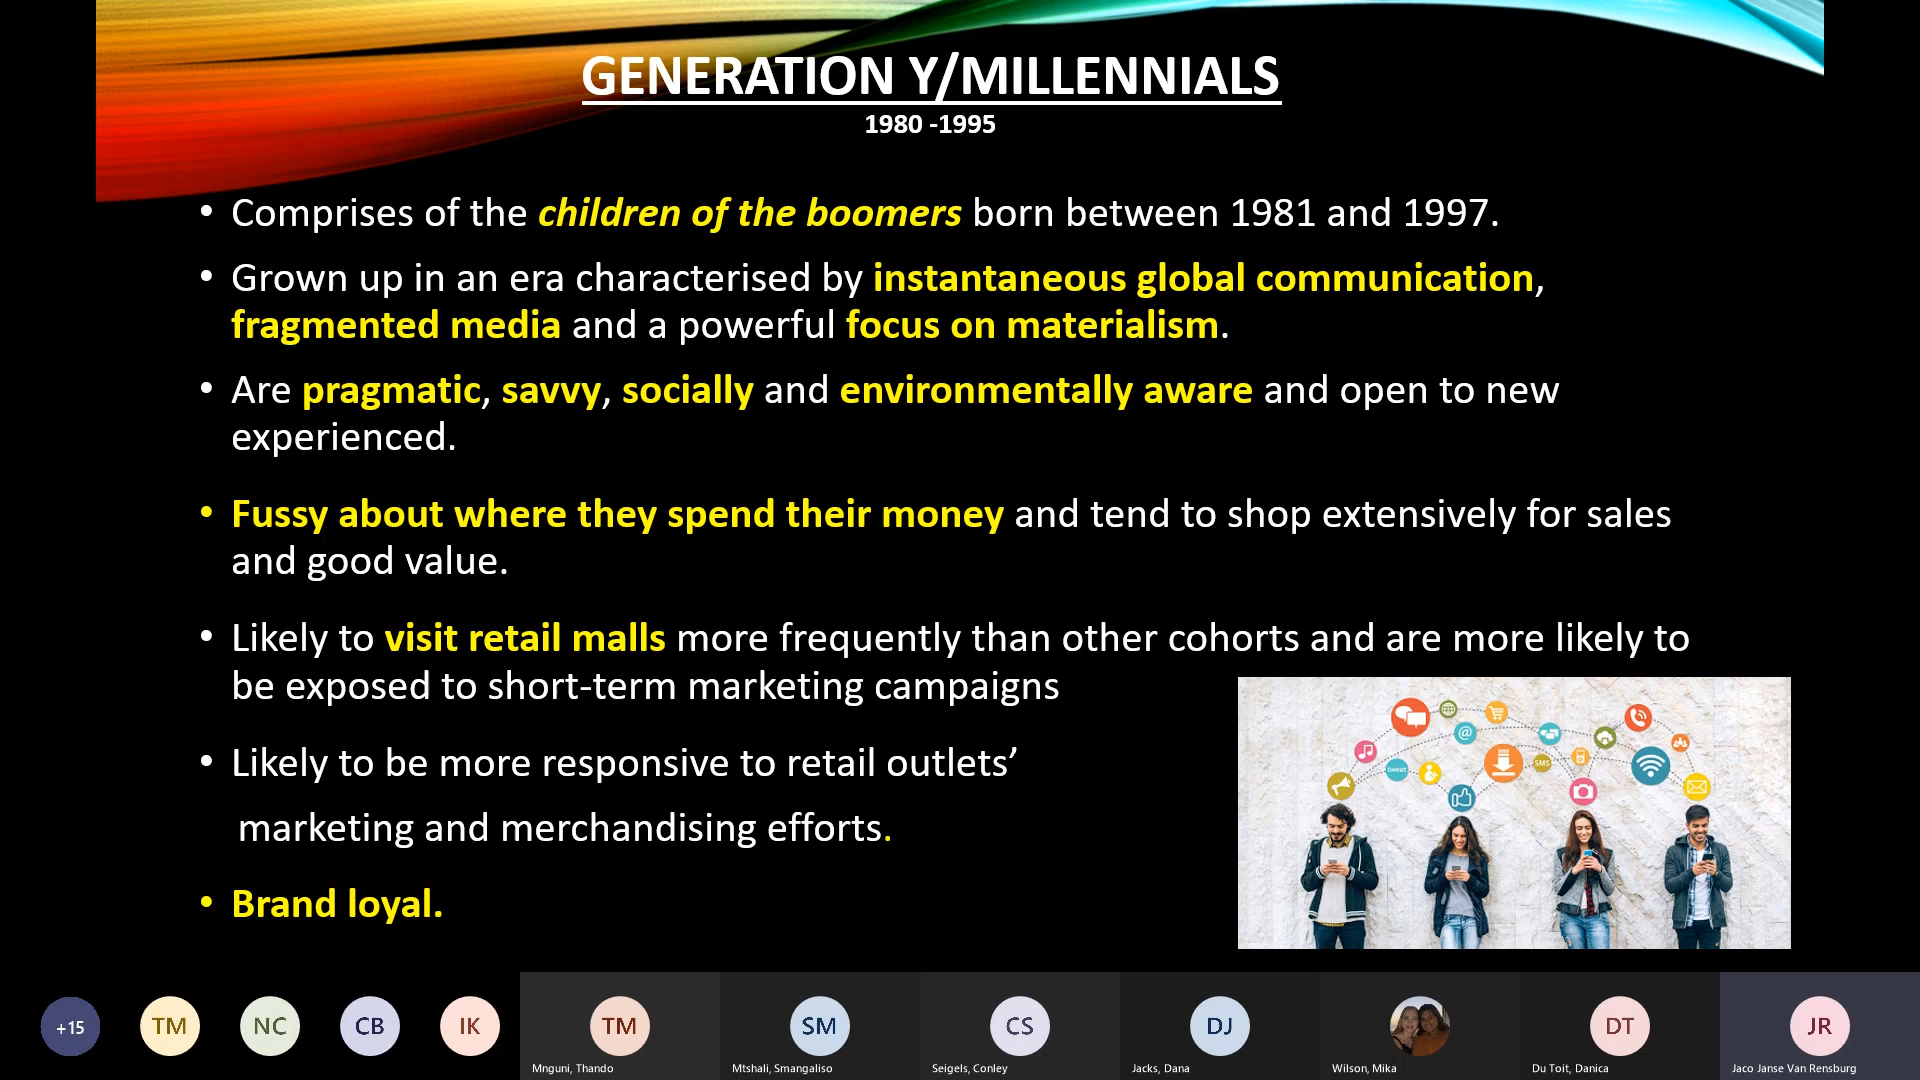 GENERATION Y/MILLENNIALS
1980 -1995
• Comprises of the children of the boomers born between 1981 and 1997.
• Grown up in an era characterised by instantaneous global communication,
fragmented media and a powerful focus on materialism.
• Are pragmatic, savvy, socially and environmentally aware and open to new
experienced.
• Fussy about where they spend their money and tend to shop extensively for sales
and good value.
• Likely to visit retail malls more frequently than other cohorts and are more likely to
be exposed to short-term marketing campaigns
• Likely to be more responsive to retail outlets’
marketing and merchandising efforts.
• Brand loyal.
@
tweet
SMS
+15
TM
NC
CB
IK
TM
SM
CS
DJ
DT
JR
Mnguni, Thando
Mtshali, Smangaliso
Seigels, Conley
Jacks, Dana
Wilson, Mika
Du Toit, Danica
Jaco Janse Van Rensburg